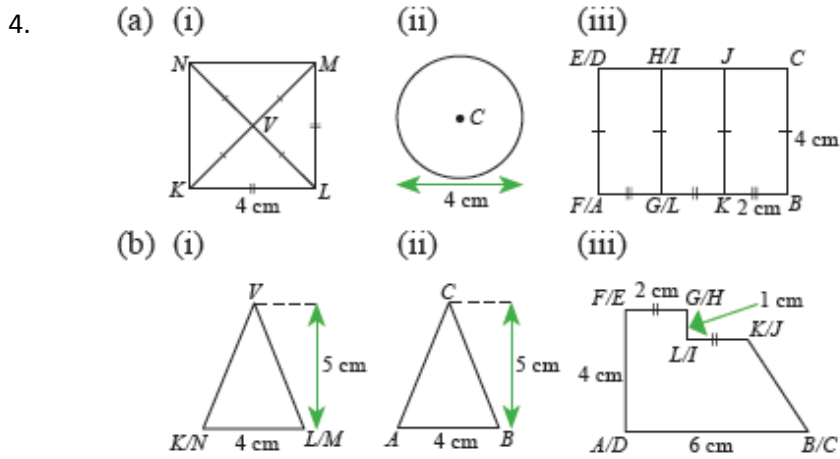 4.
(a) (i)
N
M
V
K
L
4 cm
(ii)
C
4 cm
(iii)
E/D
H/I
J
C
4 cm
F/A
G/L
K
2 cm
B
(b) (i)
V
5 cm
K/N
4 cm
L/M
(ii)
C
5 cm
A
4 cm
B
(iii)
F/E
2 cm
G/H
1 cm
K/J
L/I
4 cm
A/D
6 cm
B/C